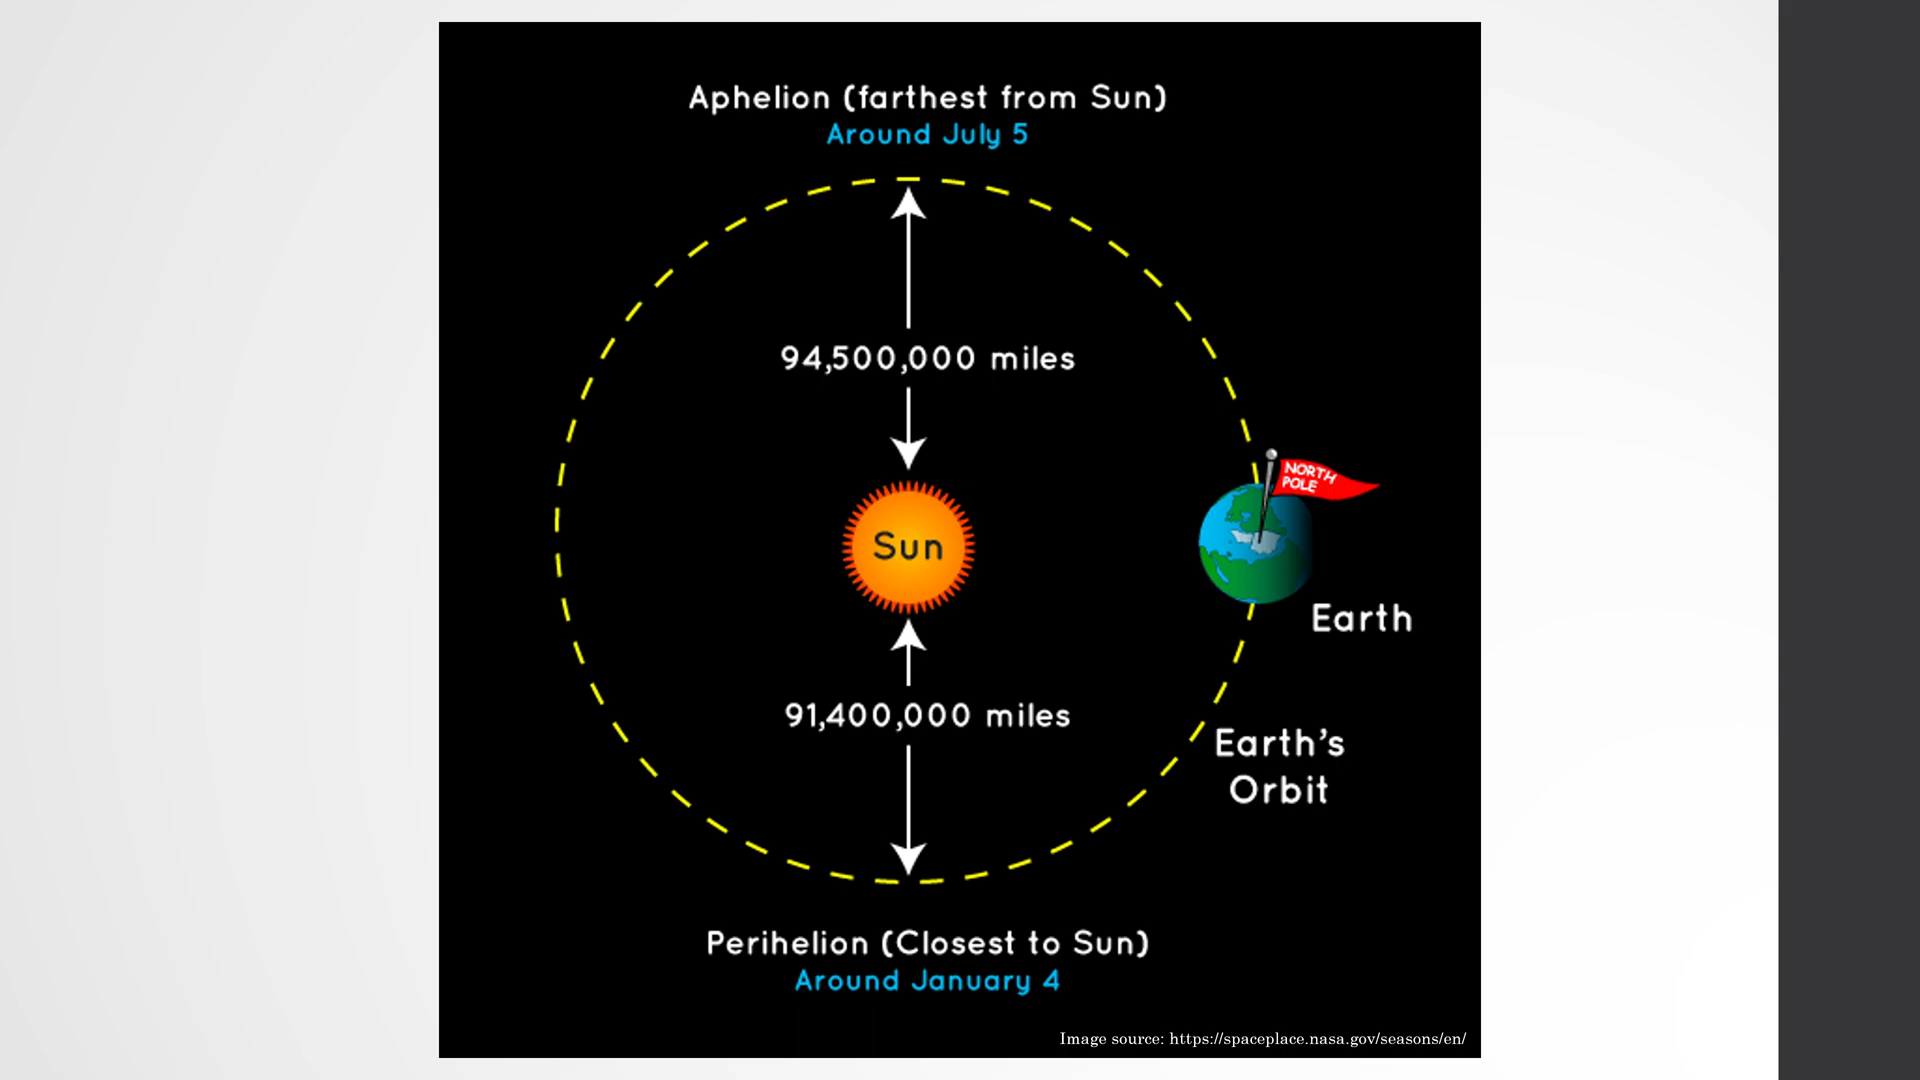 Aphelion (farthest from Sun)
Around July 5
94,500,000 miles
NORTH
POLE
Sun
Earth
91,400,000 miles
Earth's
Orbit
Perihelion (Closest to Sun)
Around January 4
Image source: https://spaceplace.nasa.gov/seasons/en/